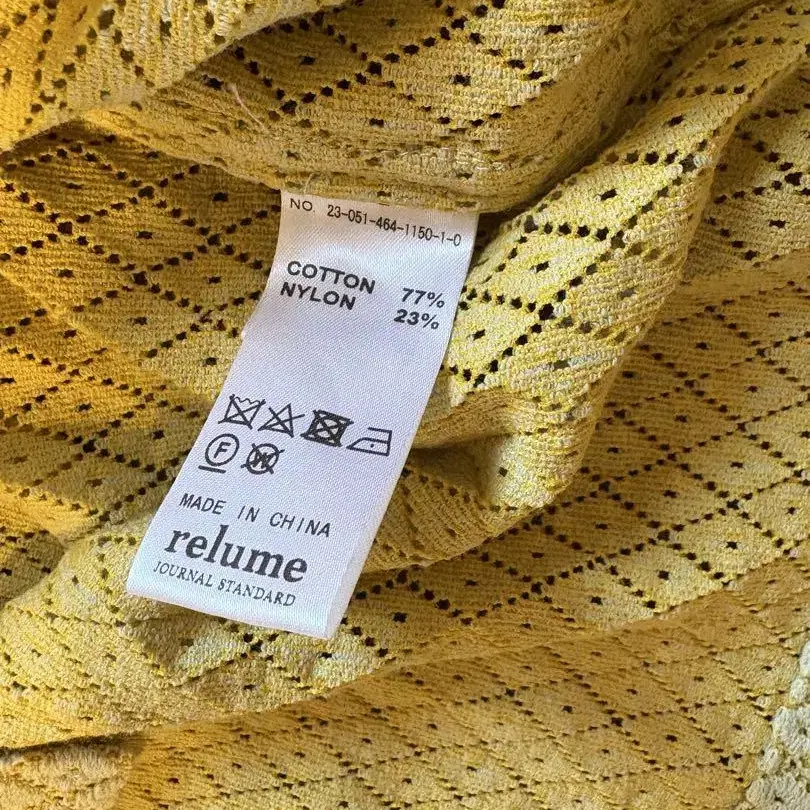 NO. 23-051-464-1150-1-0
COTTON 77%
NYLON 23%
F W
MADE IN CHINA
relume
JOURNAL STANDARD